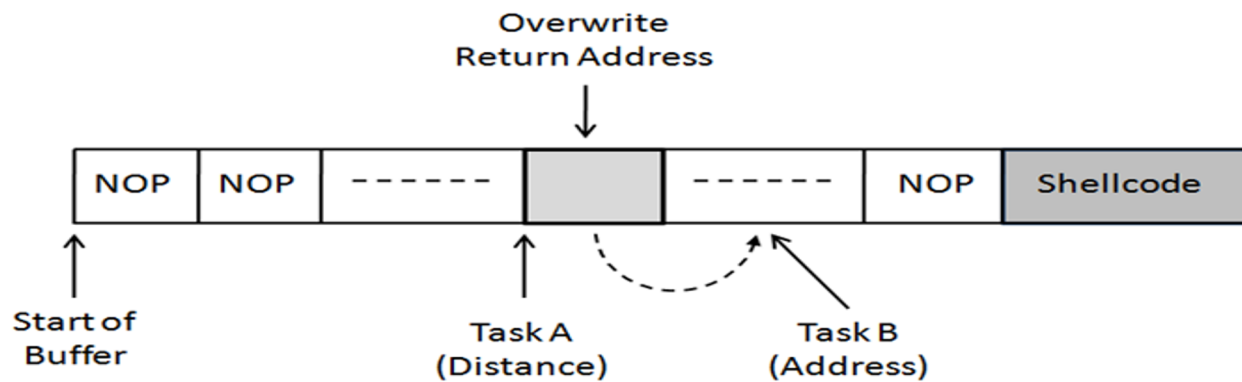 Overwrite
Return Address
NOP NOP ------ ------ NOP Shellcode
Start of
Buffer
Task A
(Distance)
Task B
(Address)